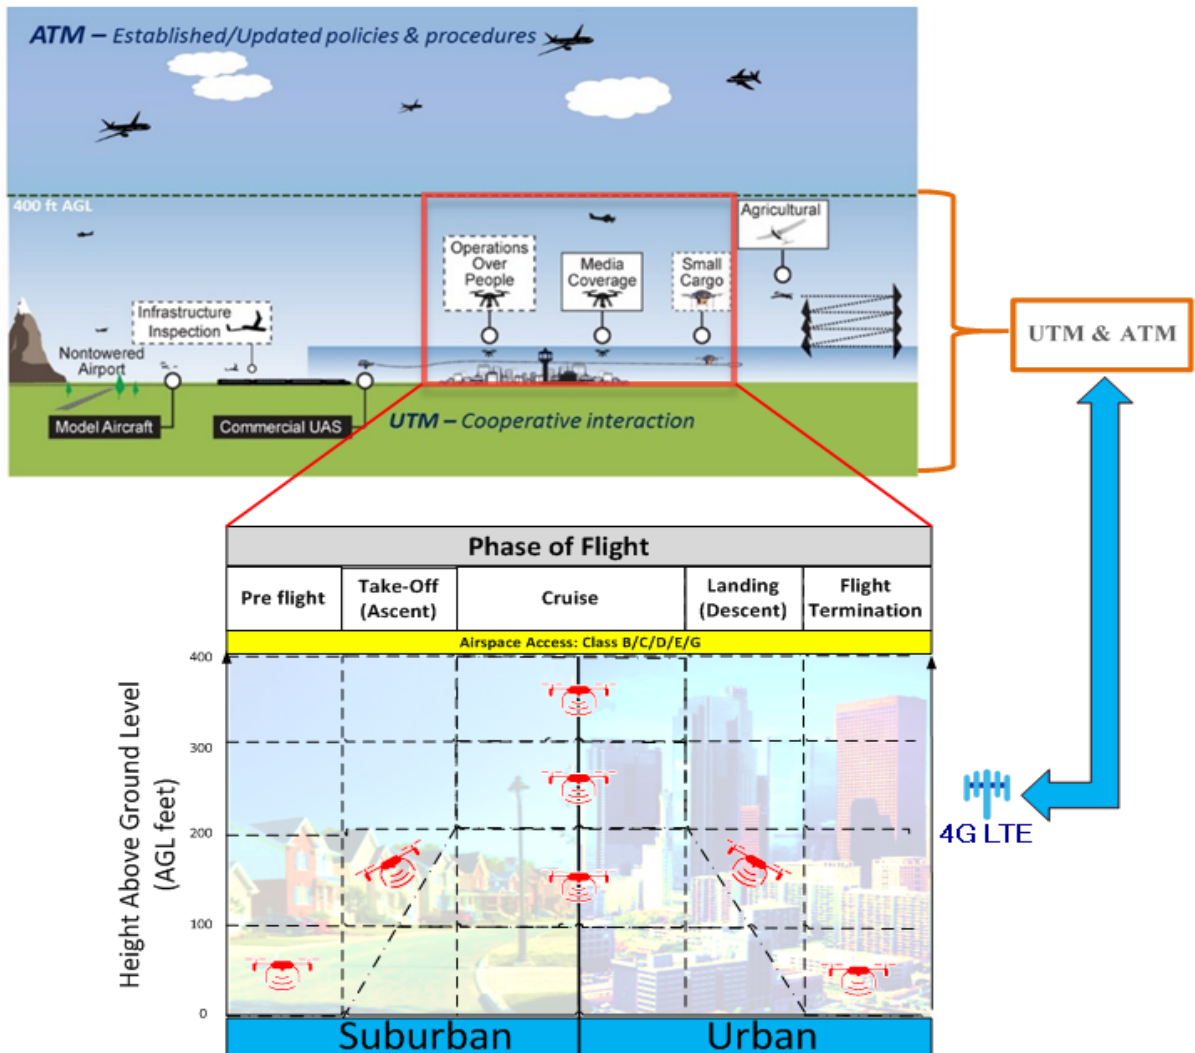 ATM – Established/Updated policies & procedures
400 ft AGL
Agricultural
Operations
Over
People
Media
Coverage
Small
Cargo
Infrastructure
Inspection
Nontowered
Airport
Model Aircraft
Commercial UAS
UTM – Cooperative interaction
UTM & ATM
Phase of Flight
Pre flight
Take-Off
(Ascent)
Cruise
Landing
(Descent)
Flight
Termination
Airspace Access: Class B/C/D/E/G
400
300
200
100
0
Height Above Ground Level
(AGL feet)
4G LTE
Suburban
Urban